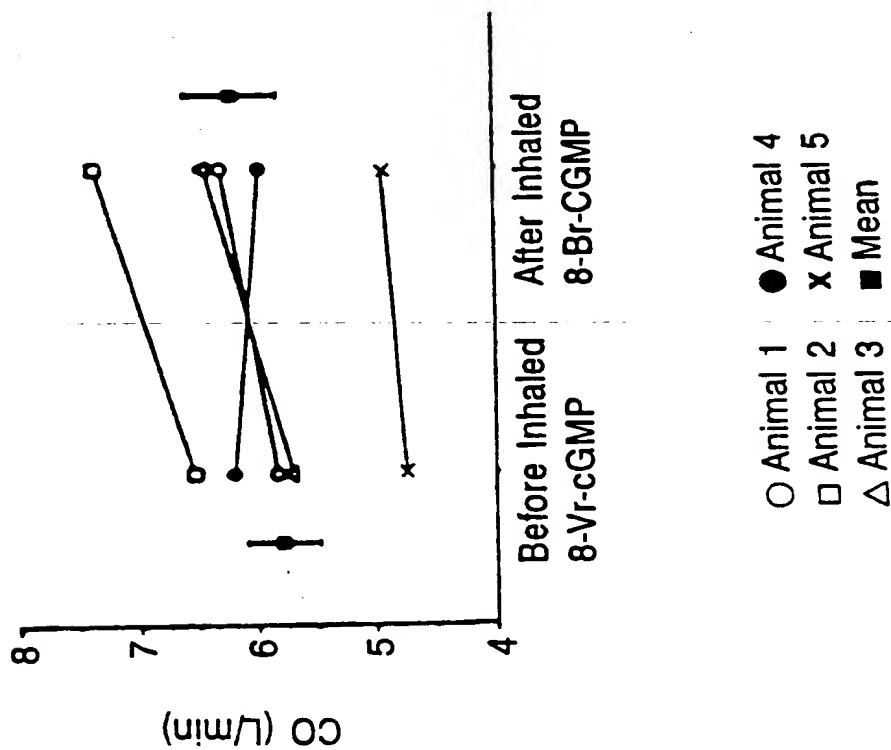 CO (L/min)
8
7
6
5
4
Before Inhaled
8-Vr-cGMP
After Inhaled
8-Br-CGMP
Animal 1
Animal 2
Animal 3
Animal 4
x Animal 5
Mean